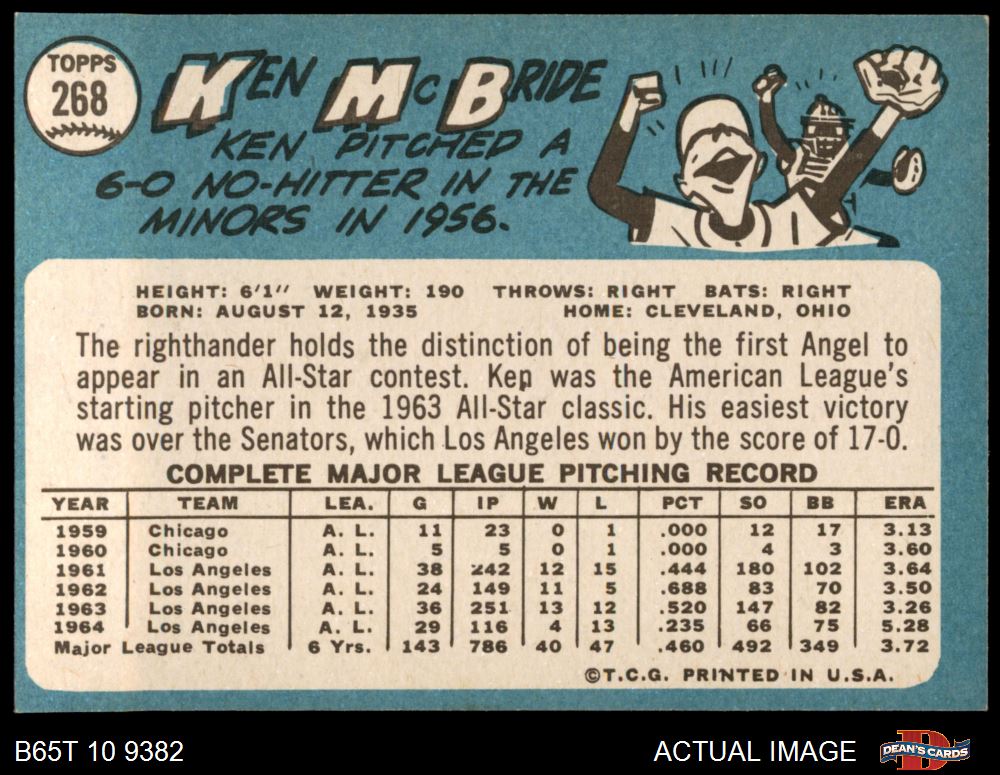 TOPPS
268
KEN McBRIDE
KEN PITCHED A
6-0 NO-HITTER IN THE
MINORS IN 1956.
HEIGHT: 6'1" WEIGHT: 190 THROWS: RIGHT BATS: RIGHT
BORN: AUGUST 12, 1935 HOME: CLEVELAND, OHIO
The righthander holds the distinction of being the first Angel to
appear in an All-Star contest. Ken was the American League's
starting pitcher in the 1963 All-Star classic. His easiest victory
was over the Senators, which Los Angeles won by the score of 17-0.
COMPLETE MAJOR LEAGUE PITCHING RECORD
YEAR TEAM LEA. G IP W L PCT SO BB ERA
1959 Chicago A. L. 11 23 0 1 .000 12 17 3.13
1960 Chicago A. L. 5 5 0 1 .000 4 3 3.60
1961 Los Angeles A. L. 38 242 12 15 .444 180 102 3.64
1962 Los Angeles A. L. 24 149 11 5 .688 83 70 3.50
1963 Los Angeles A. L. 36 251 13 12 .520 147 82 3.26
1964 Los Angeles A. L. 29 116 4 13 .235 66 75 5.28
Major League Totals 6 Yrs. 143 786 40 47 .460 492 349 3.72
©T.C.G. PRINTED IN U.S.A.
B65T 10 9382 ACTUAL IMAGE D DEAN'S CARDS